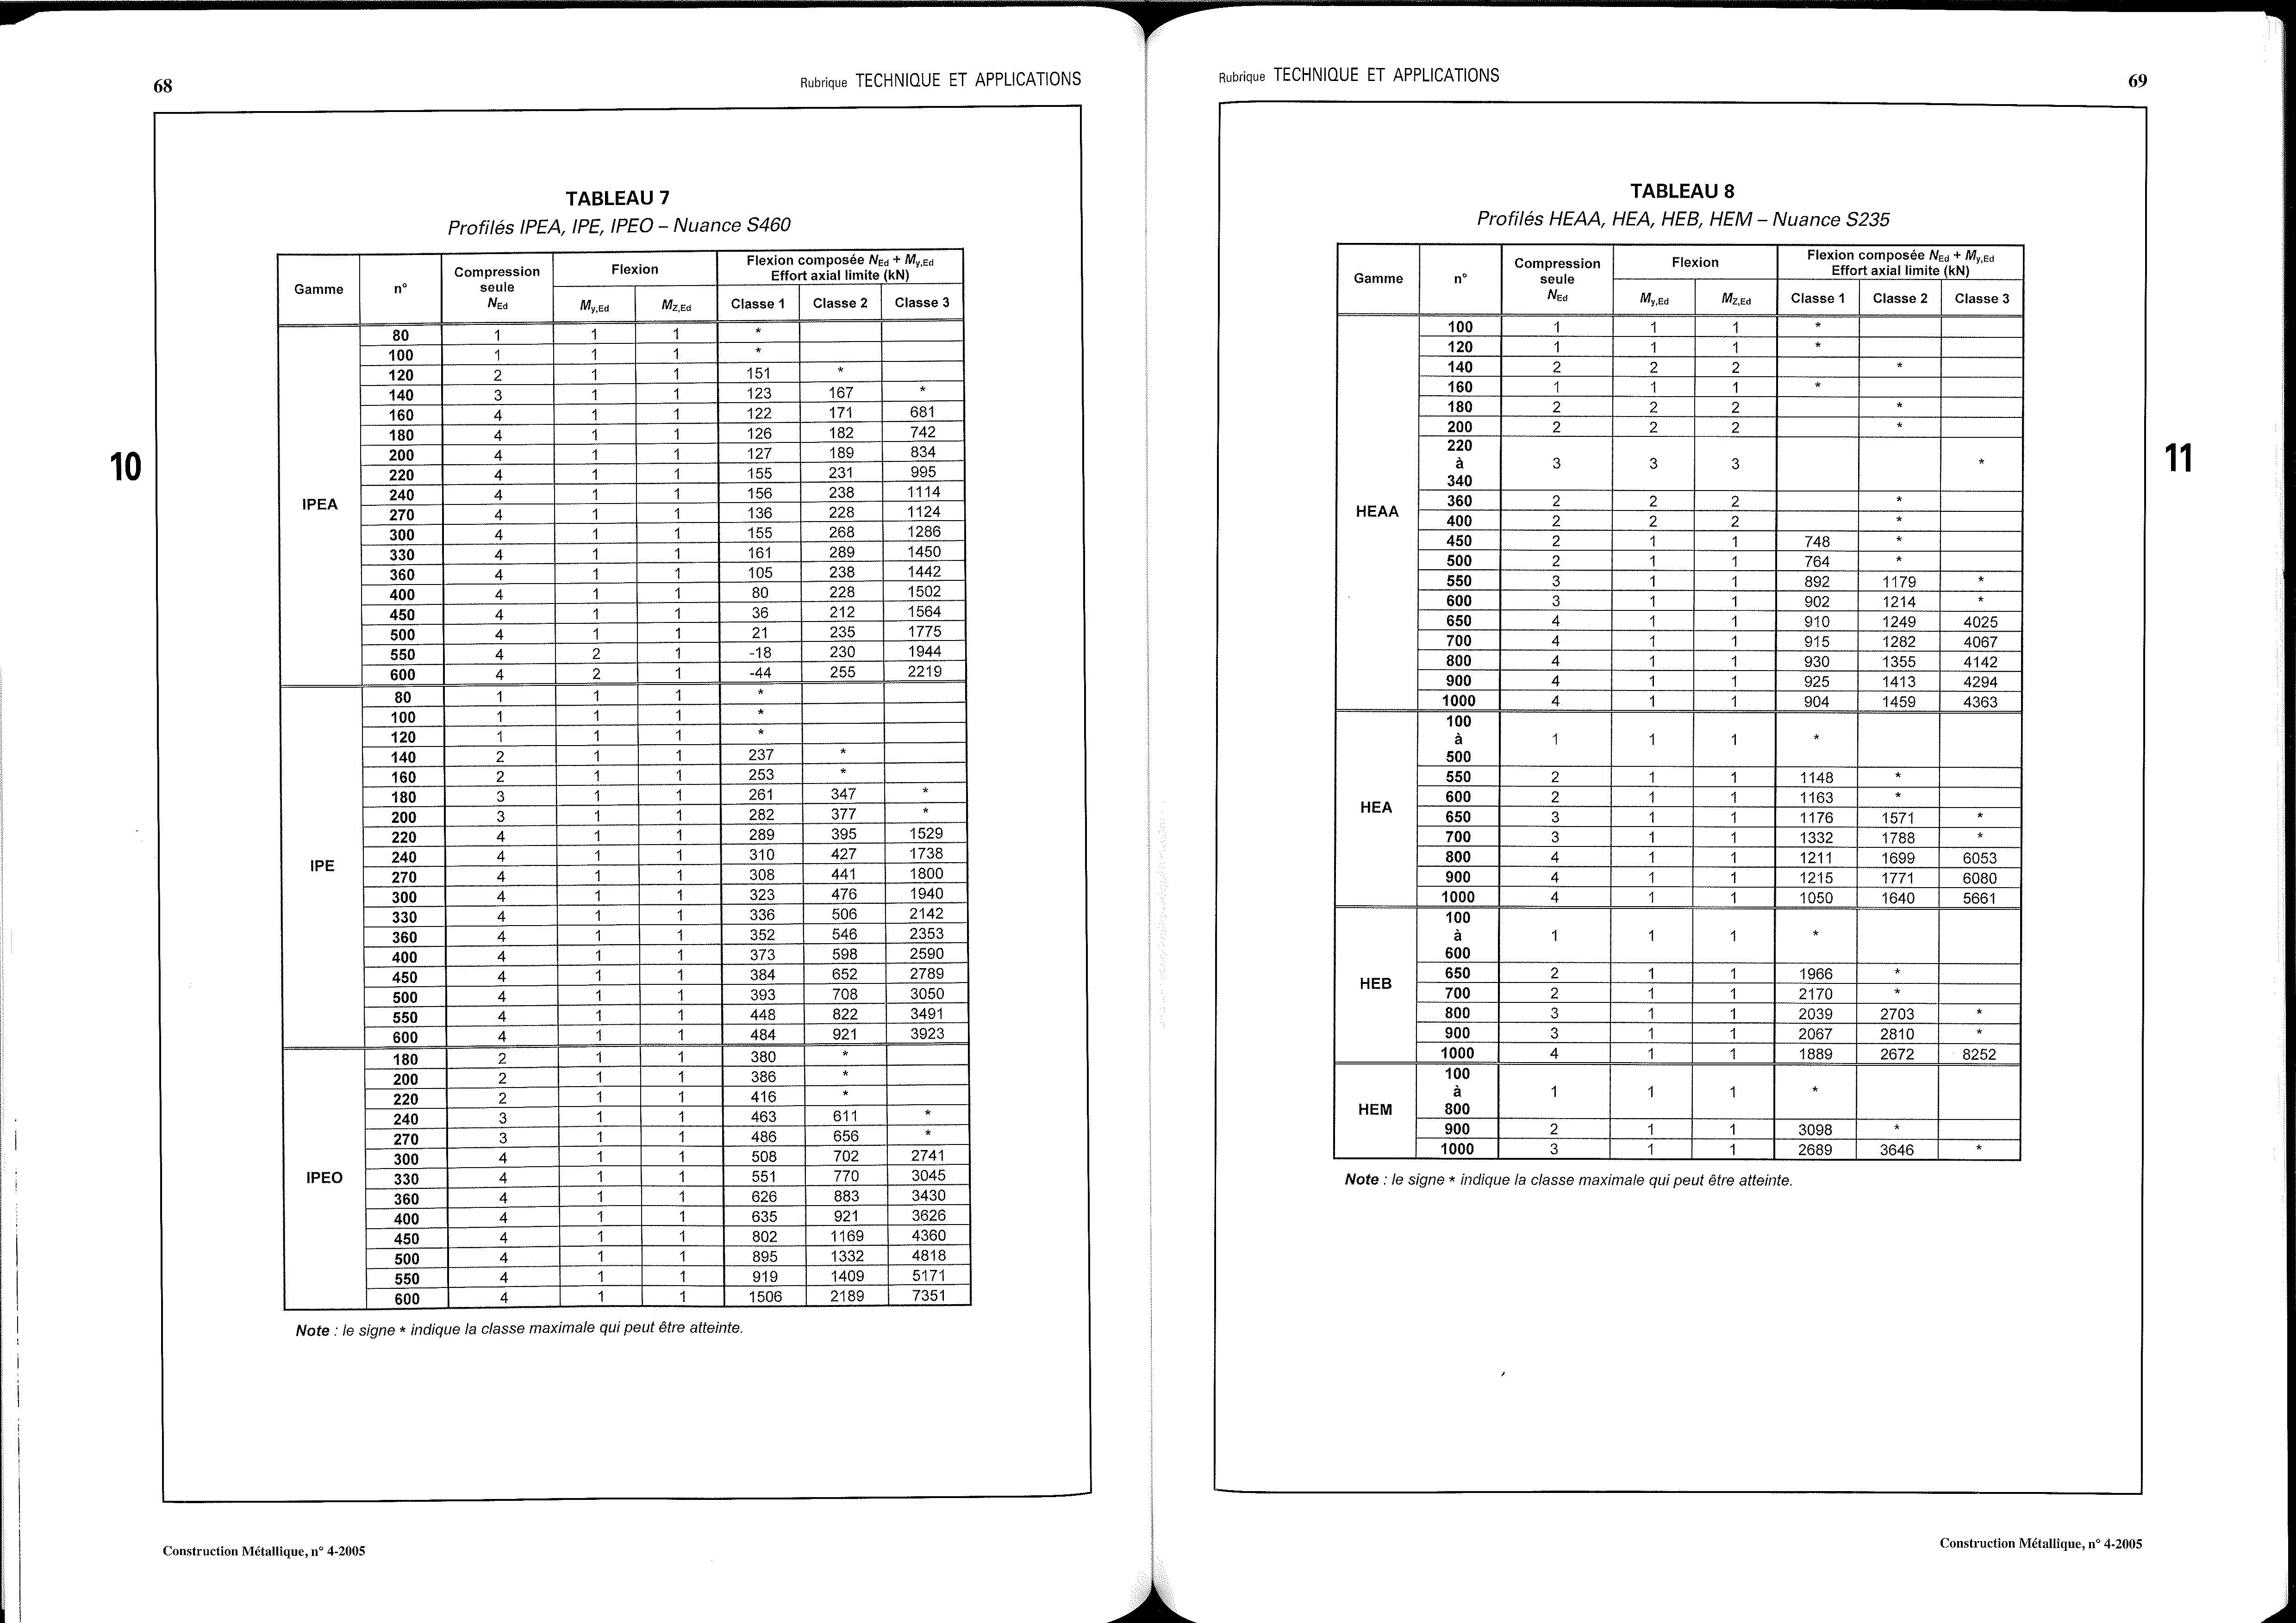 68
Rubrique TECHNIQUE ET APPLICATIONS
TABLEAU 7
Profilés IPEA, IPE, IPEO – Nuance S460
Gamme n° Compression seule NEd Flexion Flexion composée NEd + My,Ed Effort axial limite (kN)
My,Ed MZ,Ed Classe 1 Classe 2 Classe 3
IPEA
80 1 1 1 *
100 1 1 1 *
120 2 1 1 151 *
140 3 1 1 123 167 *
160 4 1 1 122 171 681
180 4 1 1 126 182 742
200 4 1 1 127 189 834
220 4 1 1 155 231 995
240 4 1 1 156 238 1114
270 4 1 1 136 228 1124
300 4 1 1 155 268 1286
330 4 1 1 161 289 1450
360 4 1 1 105 238 1442
400 4 1 1 80 228 1502
450 4 1 1 36 212 1564
500 4 1 1 21 235 1775
550 4 2 1 -18 230 1944
600 4 2 1 -44 255 2219
IPE
80 1 1 1 *
100 1 1 1 *
120 1 1 1 *
140 2 1 1 237 *
160 2 1 1 253 *
180 3 1 1 261 347 *
200 3 1 1 282 377 *
220 4 1 1 289 395 1529
240 4 1 1 310 427 1738
270 4 1 1 308 441 1800
300 4 1 1 323 476 1940
330 4 1 1 336 506 2142
360 4 1 1 352 546 2353
400 4 1 1 373 598 2590
450 4 1 1 384 652 2789
500 4 1 1 393 708 3050
550 4 1 1 448 822 3491
600 4 1 1 484 921 3923
IPEO
180 2 1 1 380 *
200 2 1 1 386 *
220 2 1 1 416 *
240 3 1 1 463 611 *
270 3 1 1 486 656 *
300 4 1 1 508 702 2741
330 4 1 1 551 770 3045
360 4 1 1 626 883 3430
400 4 1 1 635 921 3626
450 4 1 1 802 1169 4360
500 4 1 1 895 1332 4818
550 4 1 1 919 1409 5171
600 4 1 1 1506 2189 7351
Note : le signe * indique la classe maximale qui peut être atteinte.
10
Construction Métallique, n° 4-2005
Rubrique TECHNIQUE ET APPLICATIONS
69
TABLEAU 8
Profilés HEAA, HEA, HEB, HEM – Nuance S235
Gamme n° Compression seule NEd Flexion Flexion composée NEd + My,Ed Effort axial limite (kN)
My,Ed MZ,Ed Classe 1 Classe 2 Classe 3
HEAA
100 1 1 1 *
120 1 1 1 *
140 2 2 2 *
160 1 1 1 *
180 2 2 2 *
200 2 2 2 *
220 à 340 3 3 3 *
360 2 2 2 *
400 2 2 2 *
450 2 1 1 748 *
500 2 1 1 764 *
550 3 1 1 892 1179 *
600 3 1 1 902 1214 *
650 4 1 1 910 1249 4025
700 4 1 1 915 1282 4067
800 4 1 1 930 1355 4142
900 4 1 1 925 1413 4294
1000 4 1 1 904 1459 4363
HEA
100 à 500 1 1 1 *
550 2 1 1 1148 *
600 2 1 1 1163 *
650 3 1 1 1176 1571 *
700 3 1 1 1332 1788 *
800 4 1 1 1211 1699 6053
900 4 1 1 1215 1771 6080
1000 4 1 1 1050 1640 5661
HEB
100 à 600 1 1 1 *
650 2 1 1 1966 *
700 2 1 1 2170 *
800 3 1 1 2039 2703 *
900 3 1 1 2067 2810 *
1000 4 1 1 1889 2672 8252
HEM
100 à 800 1 1 1 *
900 2 1 1 3098 *
1000 3 1 1 2689 3646 *
Note : le signe * indique la classe maximale qui peut être atteinte.
11
Construction Métallique, n° 4-2005